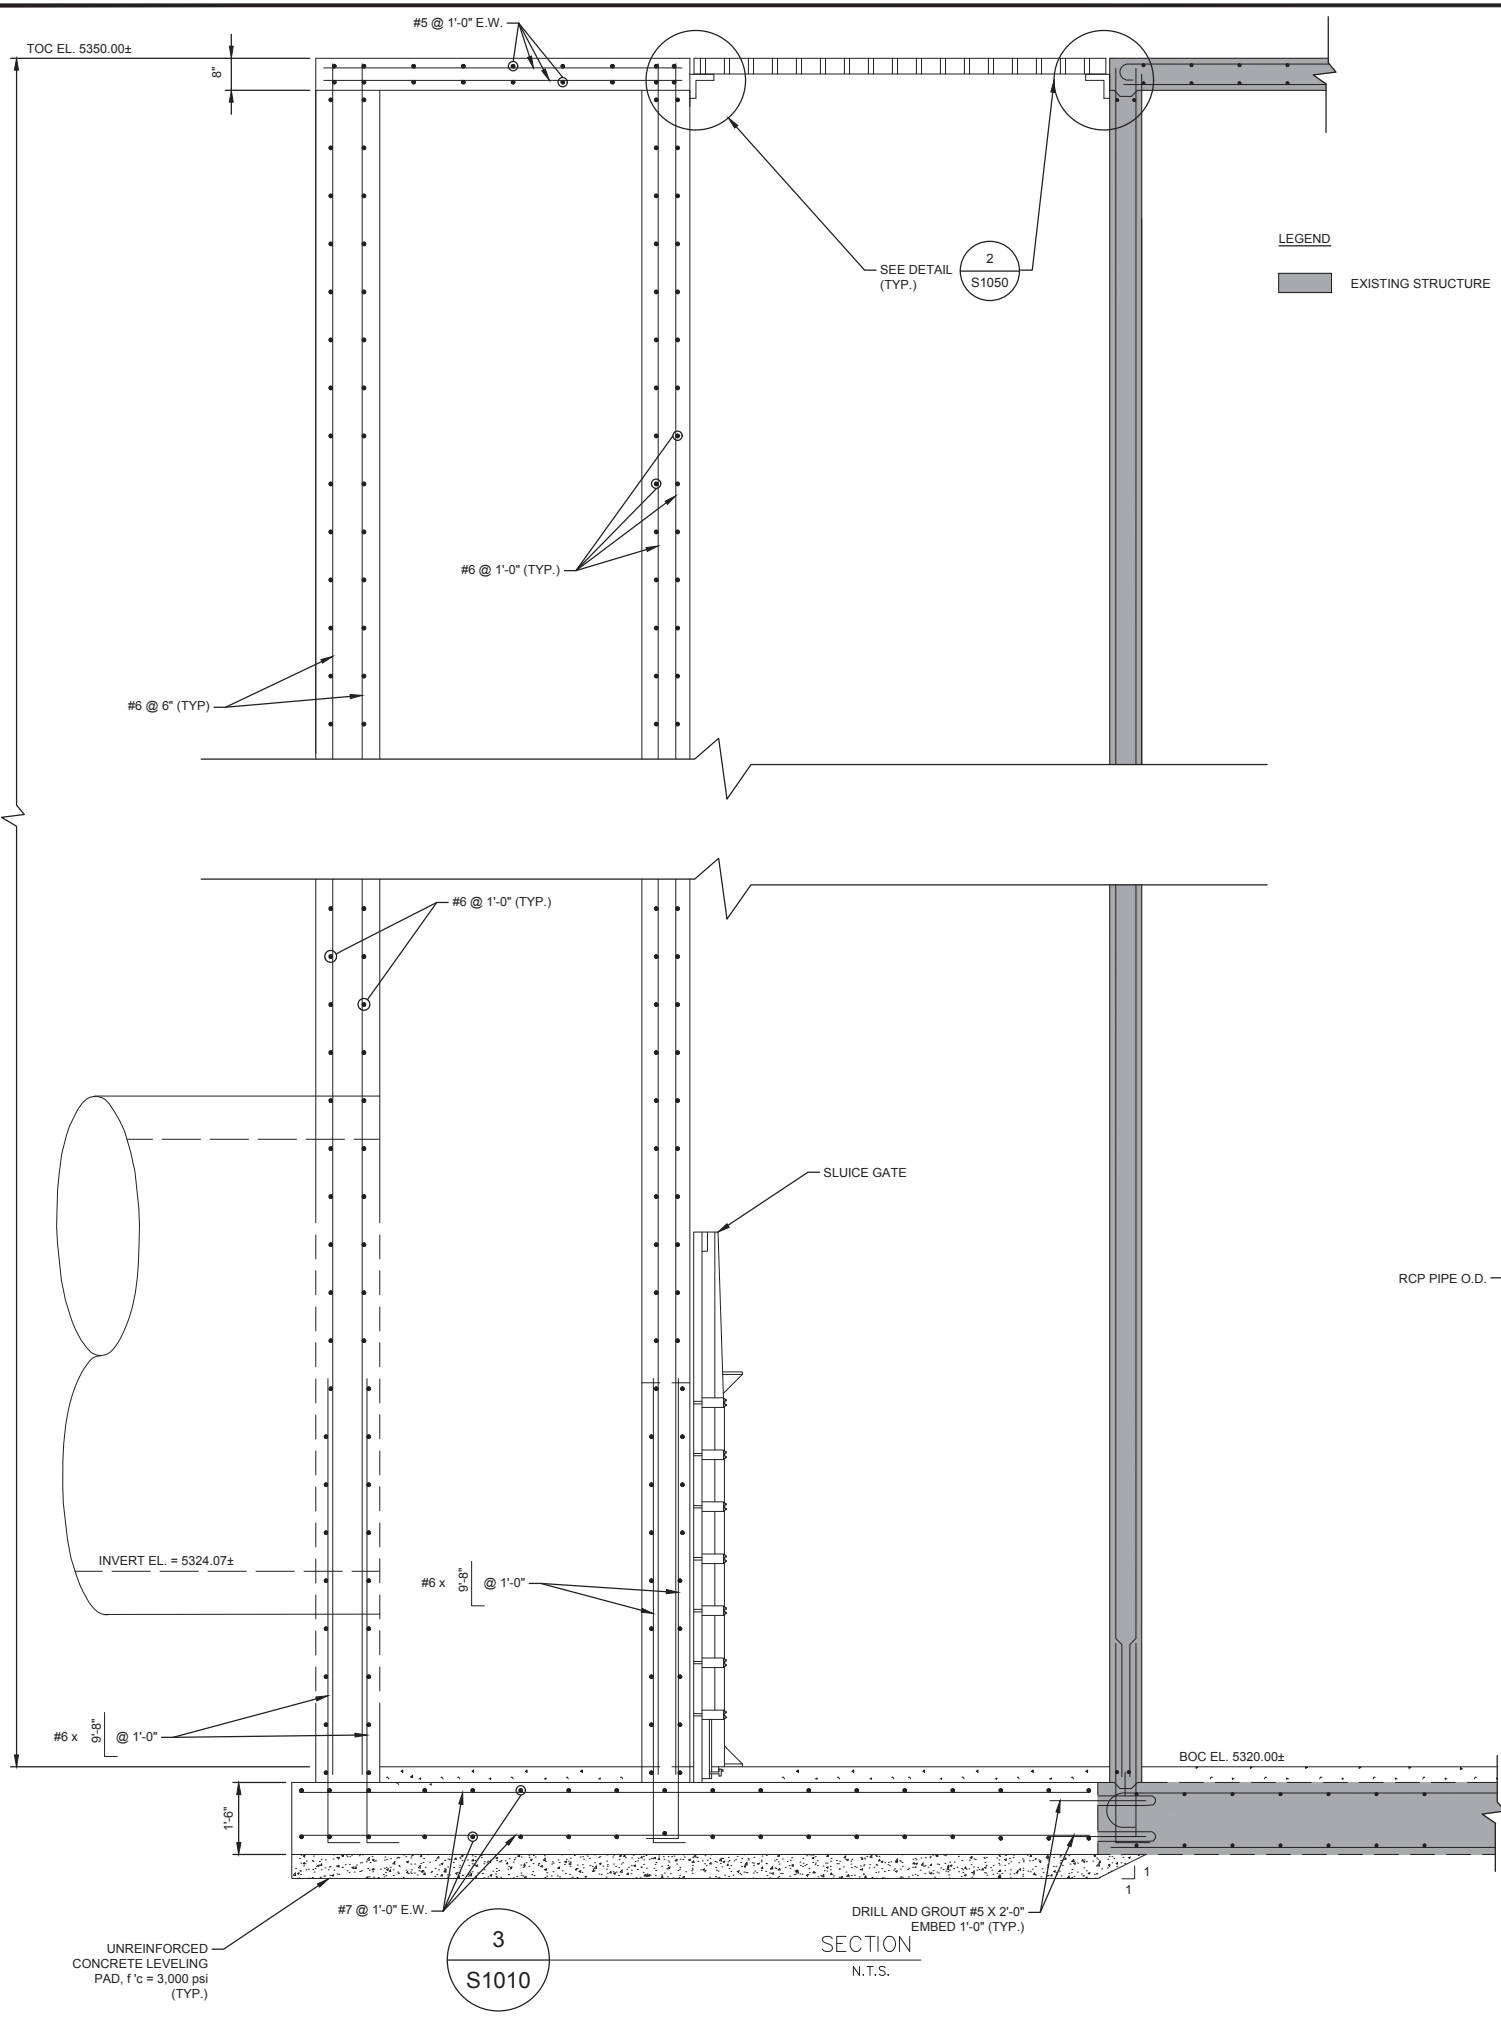 #5 @ 1'-0" E.W.
TOC EL. 5350.00±
8"
LEGEND
SEE DETAIL
(TYP.)
2
S1050
EXISTING STRUCTURE
#6 @ 1'-0" (TYP.)
#6 @ 6" (TYP)
#6 @ 1'-0" (TYP.)
SLUICE GATE
RCP PIPE O.D.
INVERT EL. = 5324.07±
#6 x 9'-8" @ 1'-0"
#6 x 9'-8" @ 1'-0"
BOC EL. 5320.00±
1'-6"
1
1
#7 @ 1'-0" E.W.
DRILL AND GROUT #5 X 2'-0"
EMBED 1'-0" (TYP.)
UNREINFORCED
CONCRETE LEVELING
PAD, f 'c = 3,000 psi
(TYP.)
3
S1010
SECTION
N.T.S.